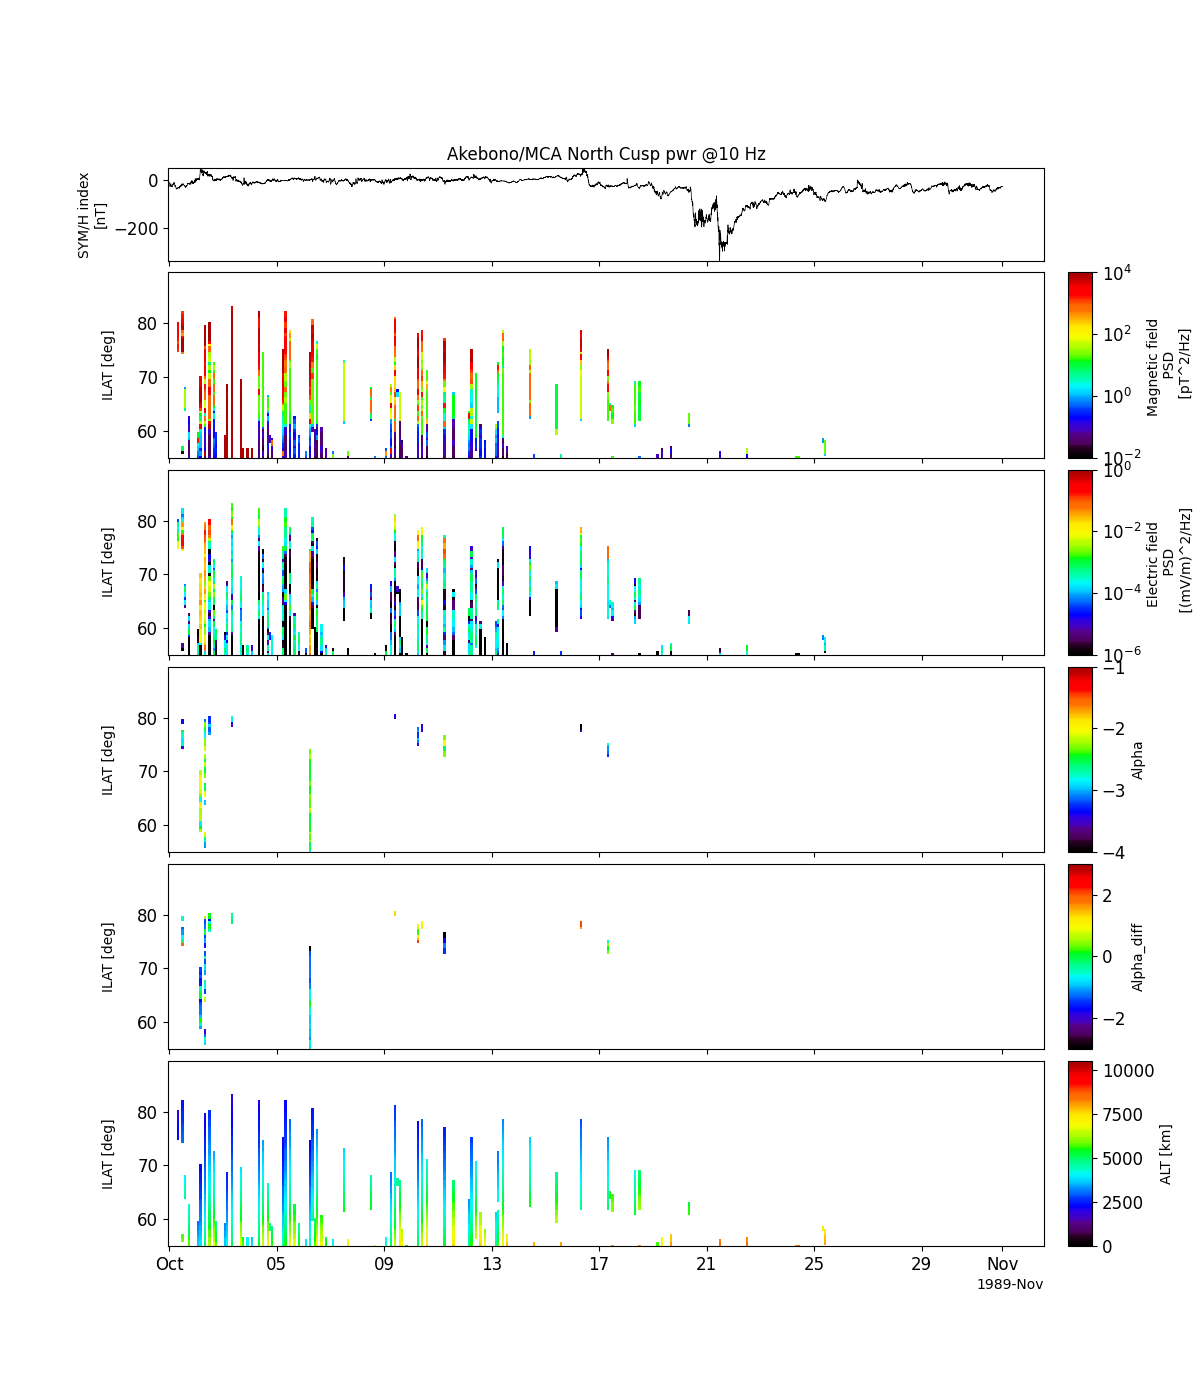 Akebono/MCA North Cusp pwr @10 Hz
SYM/H index
[nT]
0
−200
ILAT [deg]
80
70
60
10^4
10^2
10^0
10^−2
Magnetic field
PSD
[pT^2/Hz]
ILAT [deg]
80
70
60
10^0
10^−2
10^−4
10^−6
Electric field
PSD
[(mV/m)^2/Hz]
ILAT [deg]
80
70
60
−1
−2
−3
−4
Alpha
ILAT [deg]
80
70
60
2
0
−2
Alpha_diff
ILAT [deg]
80
70
60
10000
7500
5000
2500
0
ALT [km]
Oct 05 09 13 17 21 25 29 Nov
1989-Nov